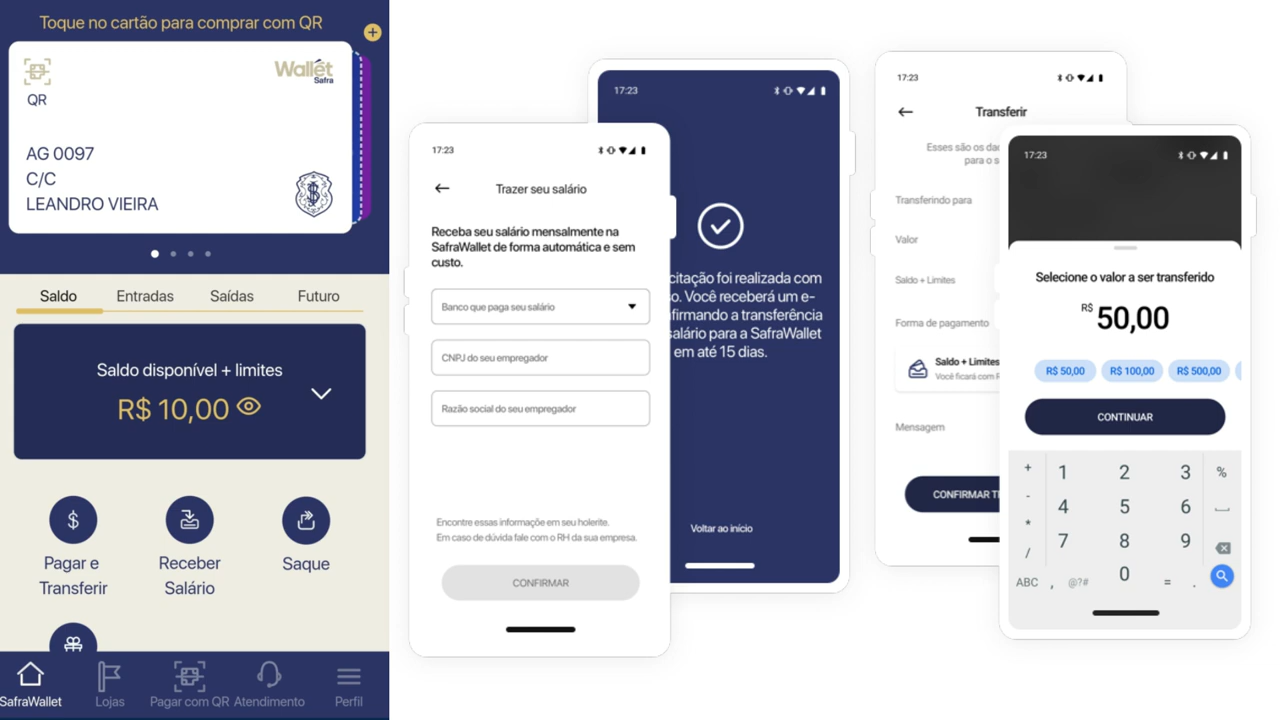 Toque no cartão para comprar com QR
Wallet
Safra
QR
AG 0097
C/C
LEANDRO VIEIRA
Saldo Entradas Saídas Futuro
Saldo disponível + limites
R$ 10,00
Pagar e
Transferir
Receber
Salário
Saque
SafraWallet Lojas Pagar com QR Atendimento Perfil
17:23
Trazer seu salário
Receba seu salário mensalmente na
SafraWallet de forma automática e sem
custo.
Banco que paga seu salário
CNPJ do seu empregador
Razão social do seu empregador
Encontre essas informaçõe em seu holerite.
Em caso de dúvida fale com o RH da sua empresa.
CONFIRMAR
17:23
citação foi realizada com
o. Você receberá um e-
firmando a transferência
salário para a SafraWallet
em até 15 dias.
Voltar ao início
17:23
Transferir
Esses são os da
para o s
Transferindo para
Valor
Saldo + Limites
Forma de pagamento
Saldo + Limites
Você ficará com R
Mensagem
CONFIRMAR T
17:23
Selecione o valor a ser transferido
R$ 50,00
R$ 50,00 R$ 100,00 R$ 500,00
CONTINUAR
+ 1 2 3 %
- 4 5 6
* 7 8 9
/
ABC , @?# 0 = .